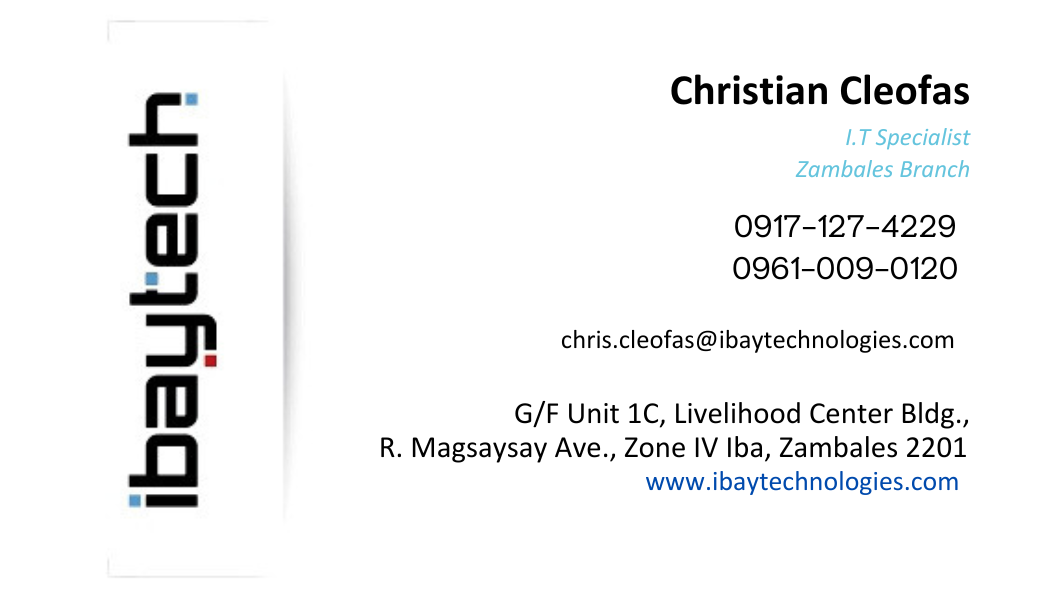 ibaytech
Christian Cleofas
I.T Specialist
Zambales Branch
0917-127-4229
0961-009-0120
chris.cleofas@ibaytechnologies.com
G/F Unit 1C, Livelihood Center Bldg.,
R. Magsaysay Ave., Zone IV Iba, Zambales 2201
www.ibaytechnologies.com